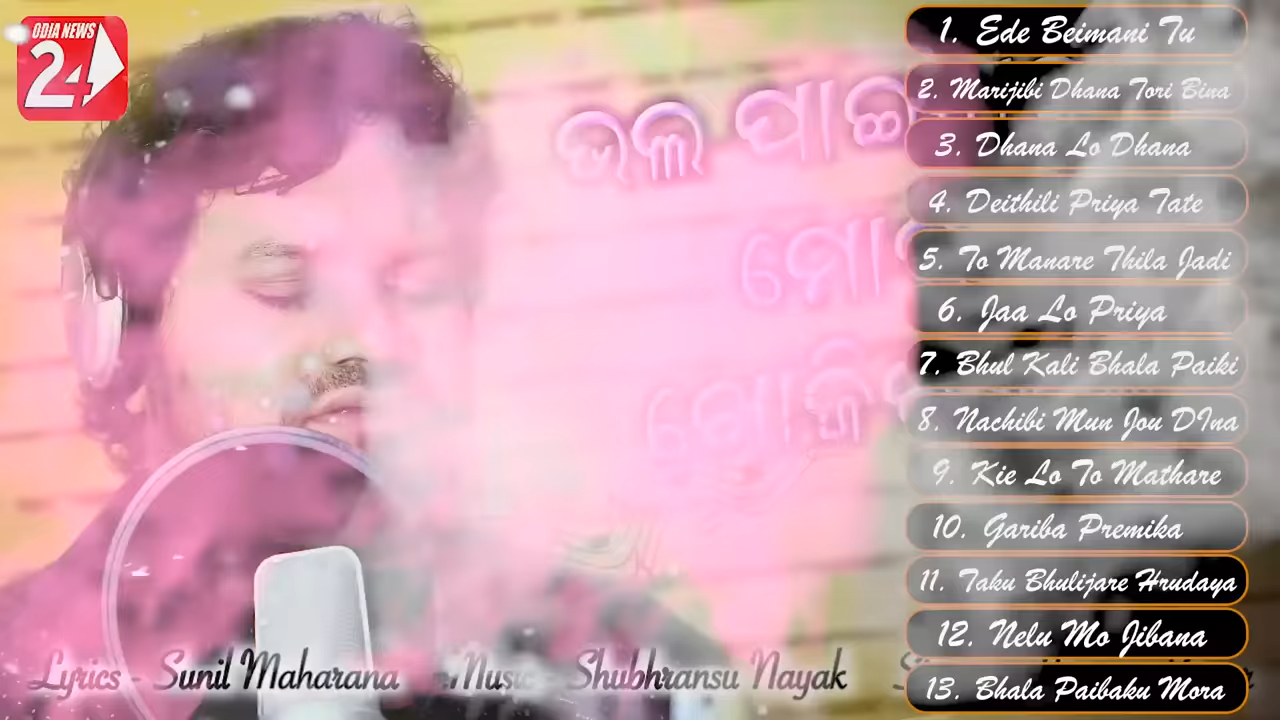 ODIA NEWS
24
ଭଲ ପାଇ
ମୋ
1. Ede Beimani Tu
2. Marijibi Dhana Tori Bina
3. Dhana Lo Dhana
4. Deithili Priya Tate
5. To Manare Thila Jadi
6. Jaa Lo Priya
7. Bhul Kali Bhala Paiki
8. Nachibi Mun Jou DIna
9. Kie Lo To Mathare
10. Gariba Premika
11. Taku Bhulijare Hrudaya
12. Nelu Mo Jibana
13. Bhala Paibaku Mora
Lyrics - Sunil Maharana Music Shubhransu Nayak